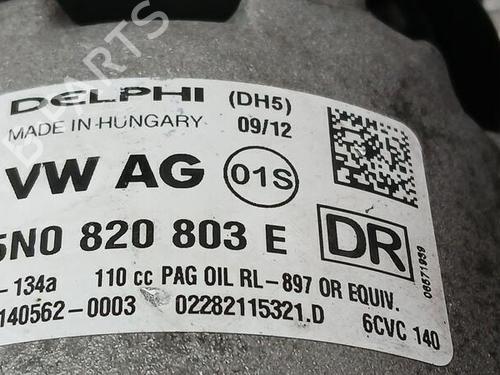 DELPHI (DH5)
MADE IN HUNGARY 09/12
VW AG 01S
5N0 820 803 E DR
-134a 110 cc PAG OIL RL-897 OR EQUIV.
140562-0003 02282115321.D 6CVC 140
08571939